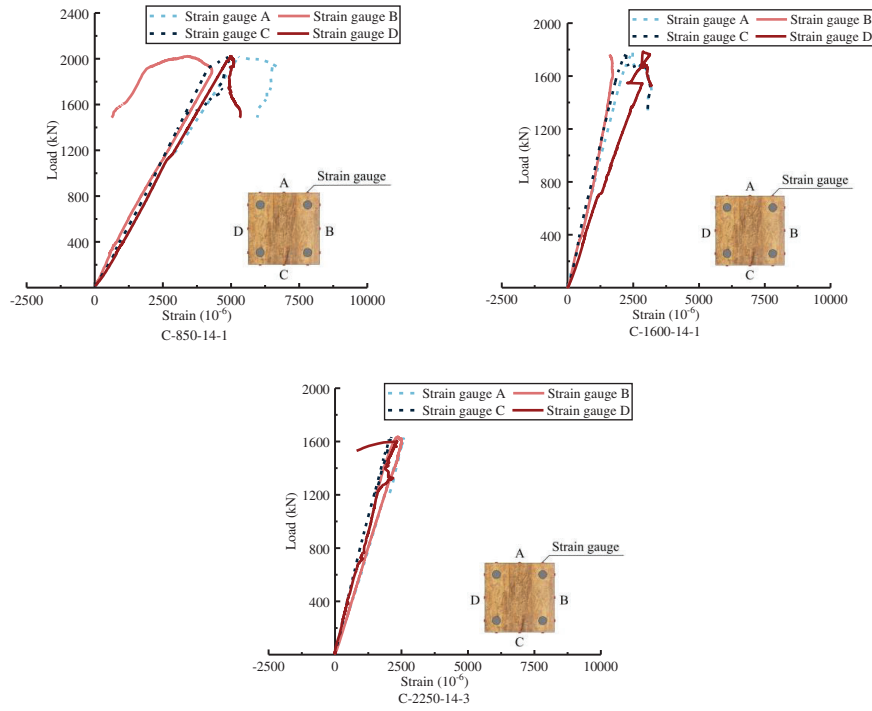 Strain gauge A Strain gauge B
Strain gauge C Strain gauge D
2400
2000
1600
1200
800
400
Load (kN)
Strain gauge
A
D B
C
-2500 0 2500 5000 7500 10000
Strain (10-6)
C-850-14-1
Strain gauge A Strain gauge B
Strain gauge C Strain gauge D
2000
1600
1200
800
400
Load (kN)
Strain gauge
A
D B
C
-2500 0 2500 5000 7500 10000
Strain (10-6)
C-1600-14-1
Strain gauge A Strain gauge B
Strain gauge C Strain gauge D
2000
1600
1200
800
400
Load (kN)
Strain gauge
A
D B
C
-2500 0 2500 5000 7500 10000
Strain (10-6)
C-2250-14-3